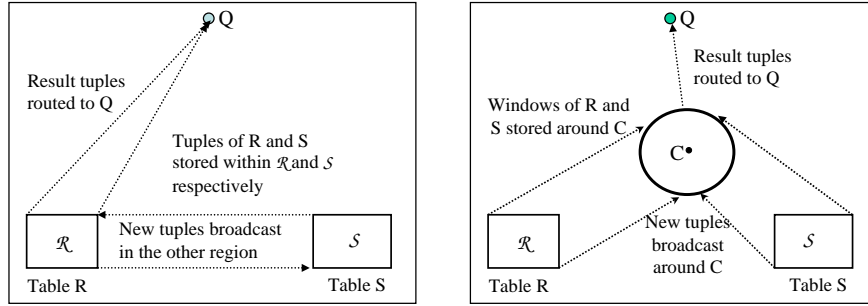 Q
Result tuples
routed to Q
Tuples of R and S
stored within ℛ and 𝒮
respectively
New tuples broadcast
in the other region
ℛ
𝒮
Table R
Table S
Q
Result tuples
routed to Q
Windows of R and
S stored around C
C
New tuples
broadcast
around C
ℛ
𝒮
Table R
Table S